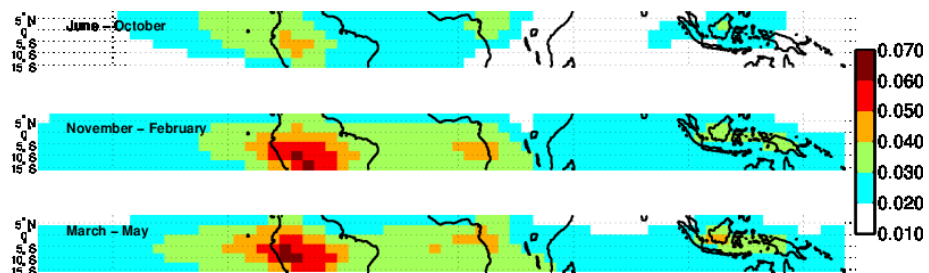 5°N
0°
5°S
10°S
15°S
June – October
5°N
0°
5°S
10°S
15°S
November – February
5°N
0°
5°S
10°S
15°S
March – May
0.070
0.060
0.050
0.040
0.030
0.020
0.010